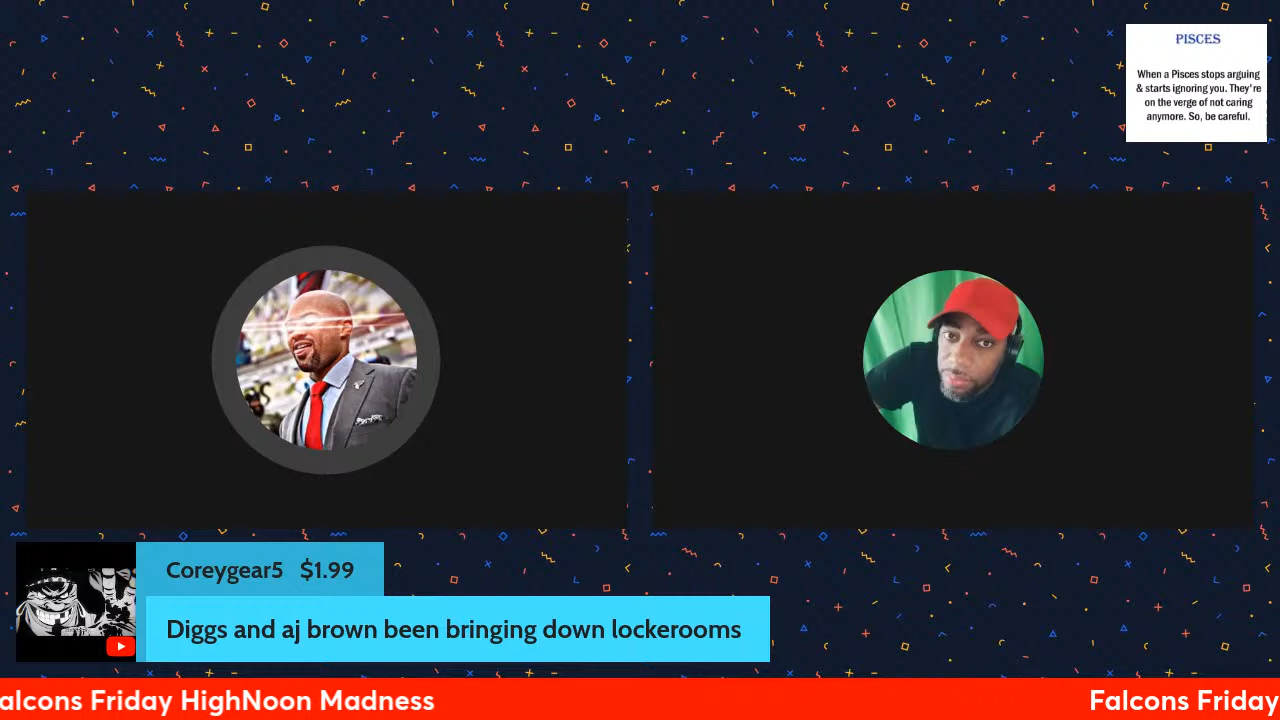 PISCES
When a Pisces stops arguing
& starts ignoring you. They're
on the verge of not caring
anymore. So, be careful.
Coreygear5 $1.99
Diggs and aj brown been bringing down lockerooms
alcons Friday HighNoon Madness
Falcons Friday